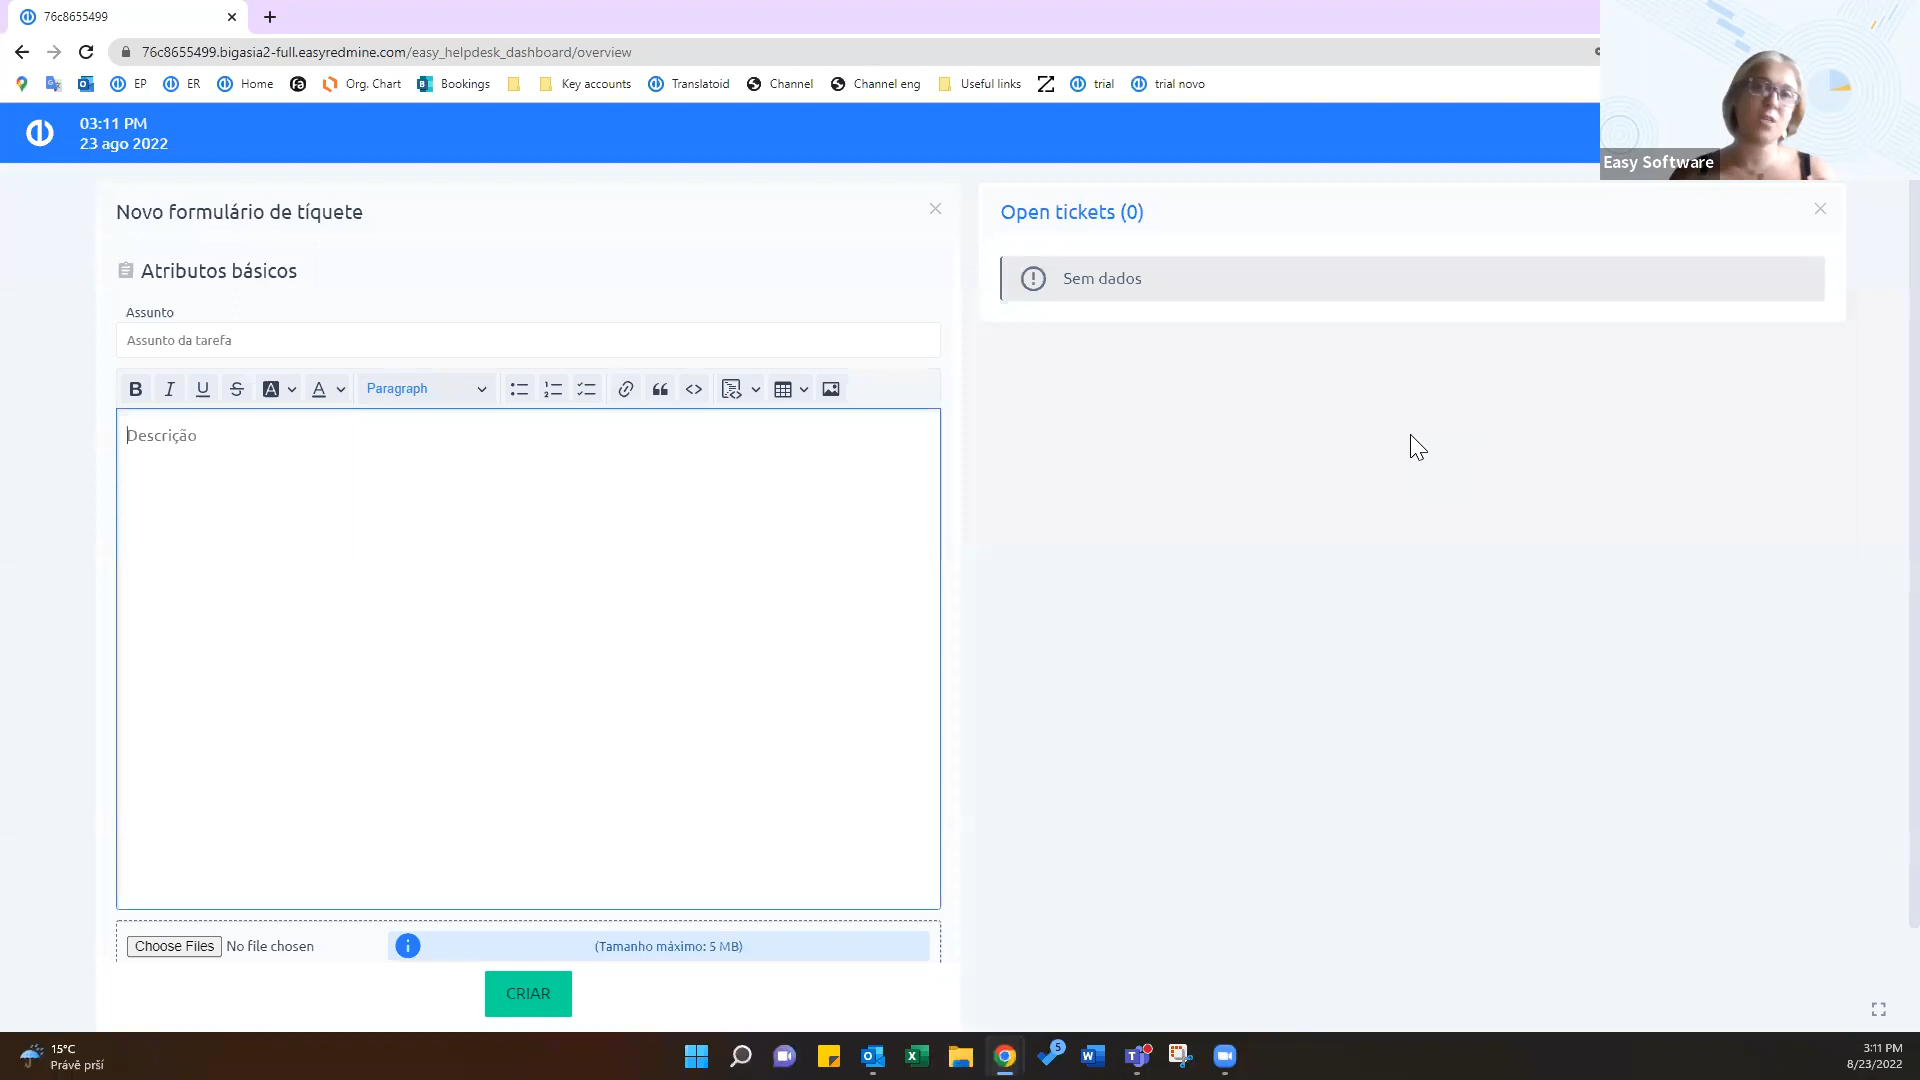 76c8655499
76c8655499.bigasia2-full.easyredmine.com/easy_helpdesk_dashboard/overview
EP
ER
Home
Org. Chart
Bookings
Key accounts
Translatoid
Channel
Channel eng
Useful links
trial
trial novo
03:11 PM
23 ago 2022
Easy Software
Novo formulário de tíquete
Open tickets (0)
Atributos básicos
Sem dados
Assunto
Assunto da tarefa
Paragraph
Descrição
Choose Files No file chosen
(Tamanho máximo: 5 MB)
CRIAR
15°C
Právě prší
5
3:11 PM
8/23/2022